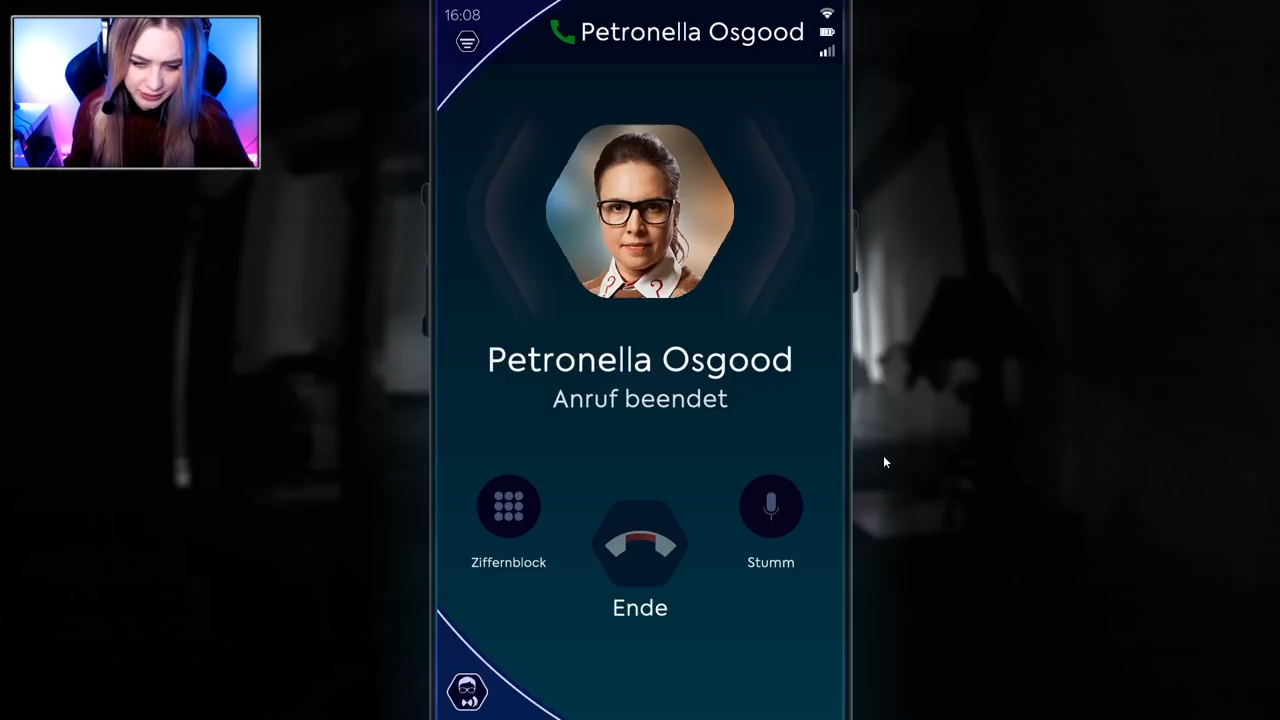 16:08
Petronella Osgood
? ?
Petronella Osgood
Anruf beendet
Ziffernblock
Stumm
Ende